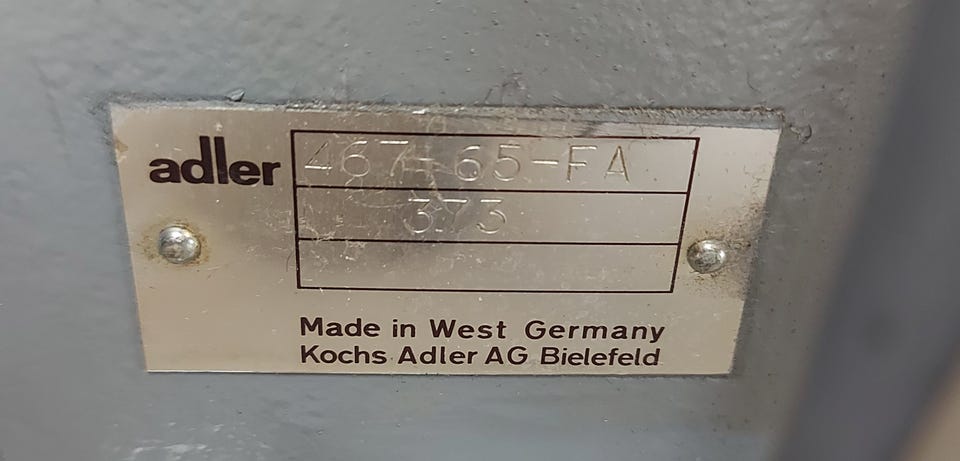 adler
467-65-FA
373
Made in West Germany
Kochs Adler AG Bielefeld